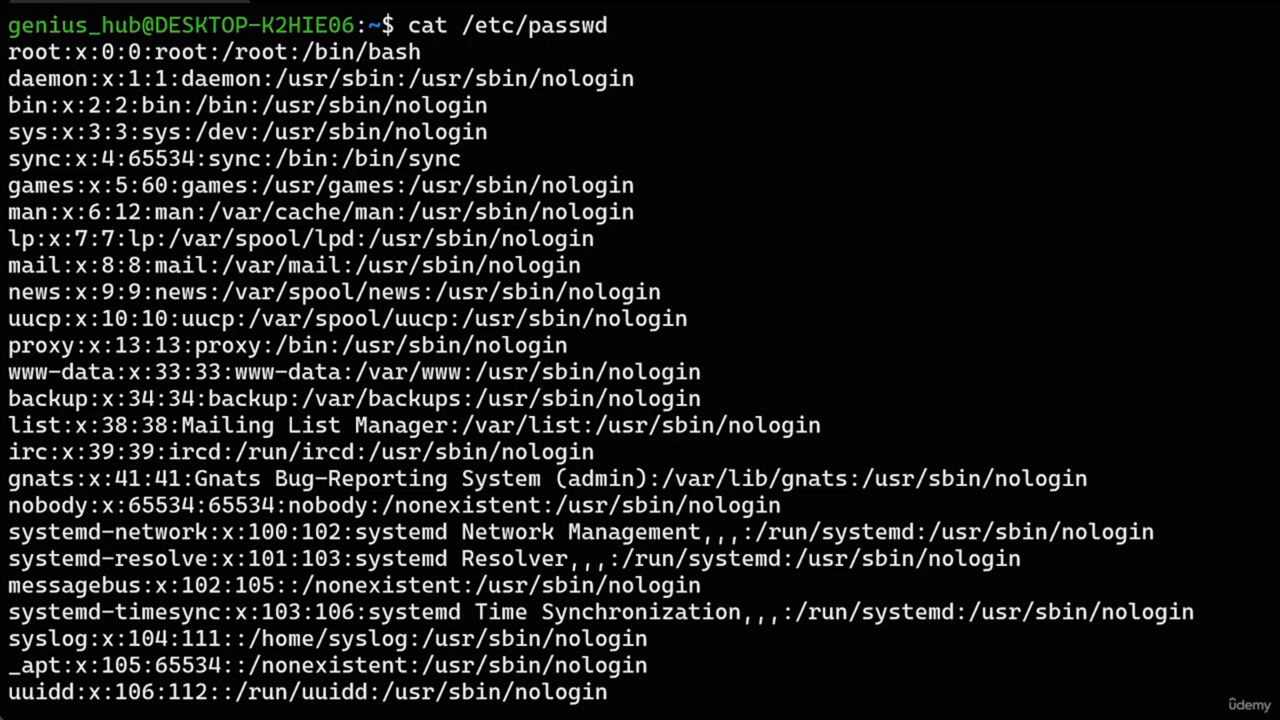 genius_hub@DESKTOP-K2HIE06:~$ cat /etc/passwd
root:x:0:0:root:/root:/bin/bash
daemon:x:1:1:daemon:/usr/sbin:/usr/sbin/nologin
bin:x:2:2:bin:/bin:/usr/sbin/nologin
sys:x:3:3:sys:/dev:/usr/sbin/nologin
sync:x:4:65534:sync:/bin:/bin/sync
games:x:5:60:games:/usr/games:/usr/sbin/nologin
man:x:6:12:man:/var/cache/man:/usr/sbin/nologin
lp:x:7:7:lp:/var/spool/lpd:/usr/sbin/nologin
mail:x:8:8:mail:/var/mail:/usr/sbin/nologin
news:x:9:9:news:/var/spool/news:/usr/sbin/nologin
uucp:x:10:10:uucp:/var/spool/uucp:/usr/sbin/nologin
proxy:x:13:13:proxy:/bin:/usr/sbin/nologin
www-data:x:33:33:www-data:/var/www:/usr/sbin/nologin
backup:x:34:34:backup:/var/backups:/usr/sbin/nologin
list:x:38:38:Mailing List Manager:/var/list:/usr/sbin/nologin
irc:x:39:39:ircd:/run/ircd:/usr/sbin/nologin
gnats:x:41:41:Gnats Bug-Reporting System (admin):/var/lib/gnats:/usr/sbin/nologin
nobody:x:65534:65534:nobody:/nonexistent:/usr/sbin/nologin
systemd-network:x:100:102:systemd Network Management,,,:/run/systemd:/usr/sbin/nologin
systemd-resolve:x:101:103:systemd Resolver,,,:/run/systemd:/usr/sbin/nologin
messagebus:x:102:105::/nonexistent:/usr/sbin/nologin
systemd-timesync:x:103:106:systemd Time Synchronization,,,:/run/systemd:/usr/sbin/nologin
syslog:x:104:111::/home/syslog:/usr/sbin/nologin
_apt:x:105:65534::/nonexistent:/usr/sbin/nologin
uuidd:x:106:112::/run/uuidd:/usr/sbin/nologin
ûdemy